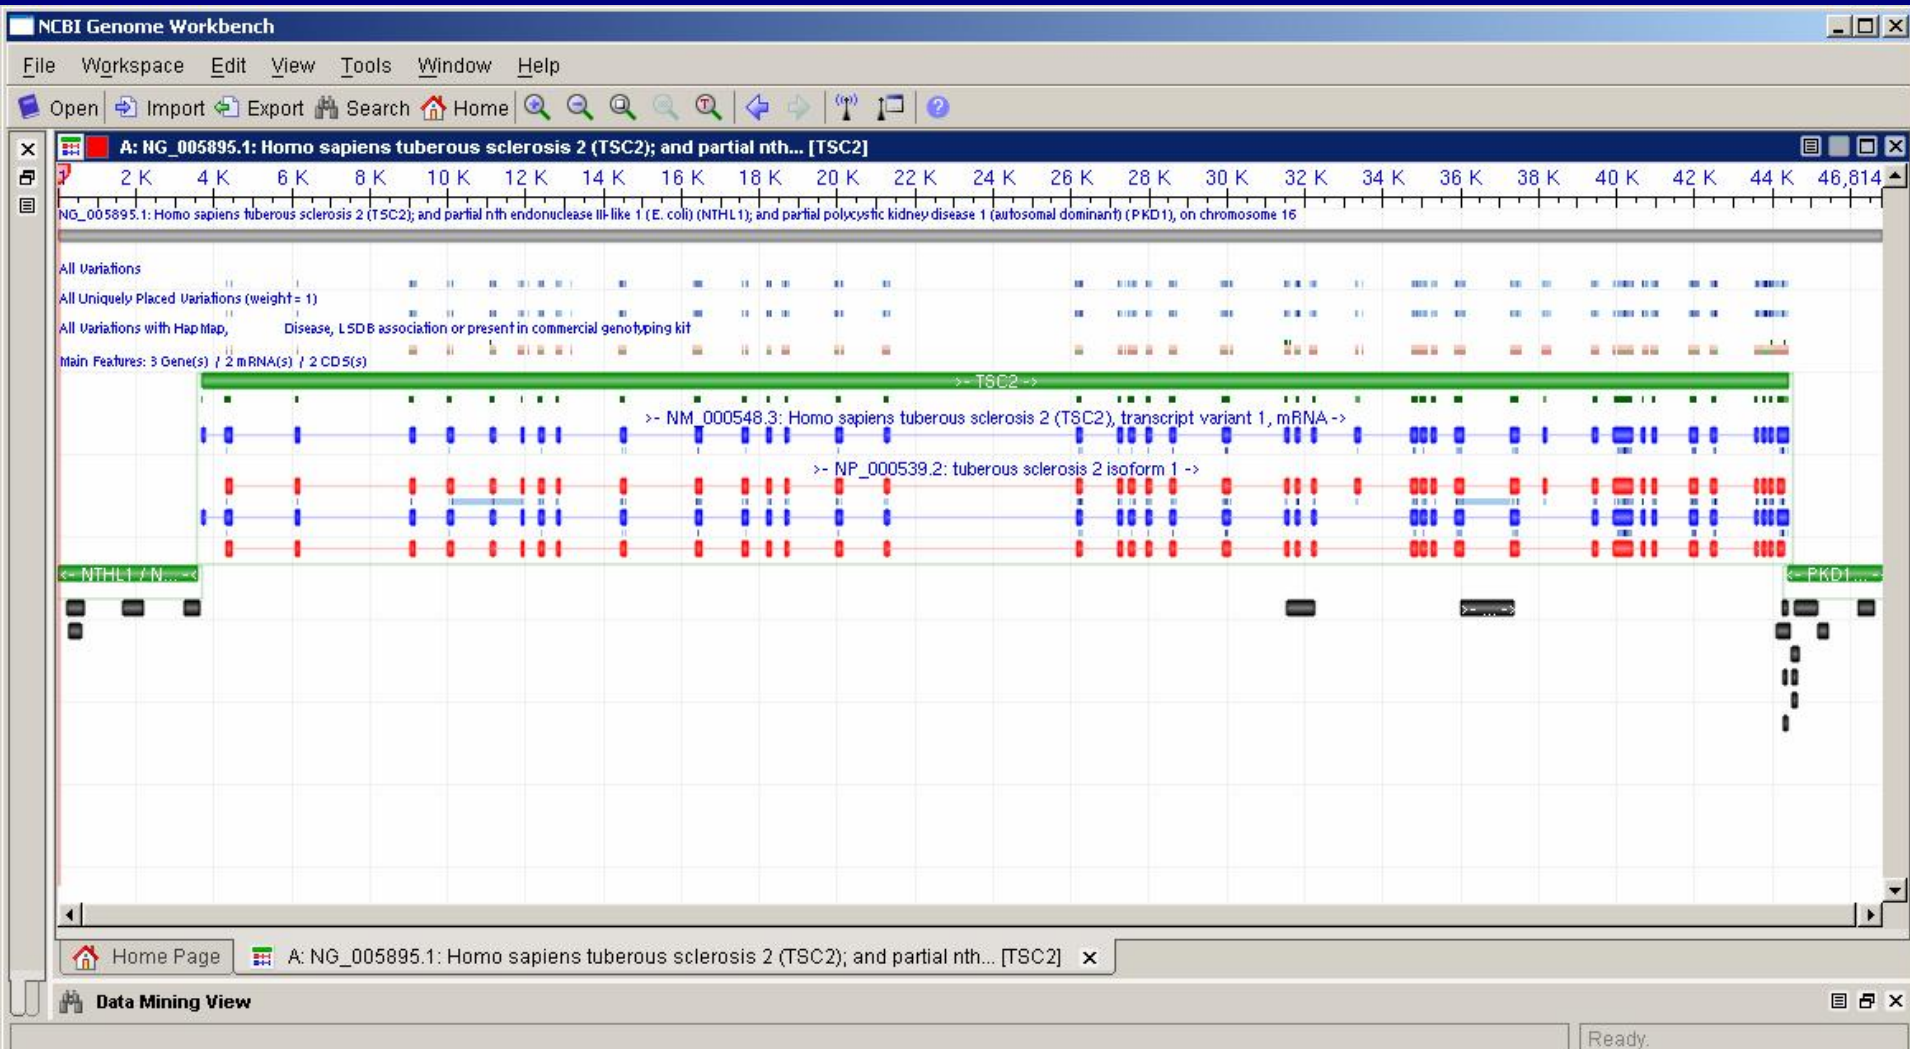 NCBI Genome Workbench
File Workspace Edit View Tools Window Help
Open Import Export Search Home
A: NG_005895.1: Homo sapiens tuberous sclerosis 2 (TSC2); and partial nth... [TSC2]
1 2 K 4 K 6 K 8 K 10 K 12 K 14 K 16 K 18 K 20 K 22 K 24 K 26 K 28 K 30 K 32 K 34 K 36 K 38 K 40 K 42 K 44 K 46,814
NG_005895.1: Homo sapiens tuberous sclerosis 2 (TSC2); and partial nth endonuclease III-like 1 (E. coli) (NTHL1); and partial polycystic kidney disease 1 (autosomal dominant) (PKD1), on chromosome 16
All Variations
All Uniquely Placed Variations (weight = 1)
All Variations with HapMap, Disease, LSDB association or present in commercial genotyping kit
Main Features: 3 Gene(s) / 2 mRNA(s) / 2 CDS(s)
>- TSC2 ->
>- NM_000548.3: Homo sapiens tuberous sclerosis 2 (TSC2), transcript variant 1, mRNA ->
>- NP_000539.2: tuberous sclerosis 2 isoform 1 ->
<- NTHL1 / N... -< <- PKD1... -<
>- ... ->
Home Page A: NG_005895.1: Homo sapiens tuberous sclerosis 2 (TSC2); and partial nth... [TSC2]
Data Mining View
Ready.